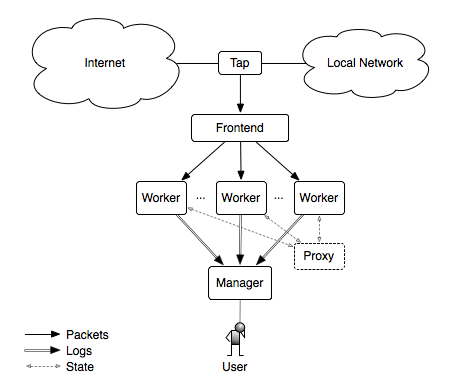 Internet
Tap
Local Network
Frontend
Worker ... Worker ... Worker
Proxy
Manager
User
Packets
Logs
State